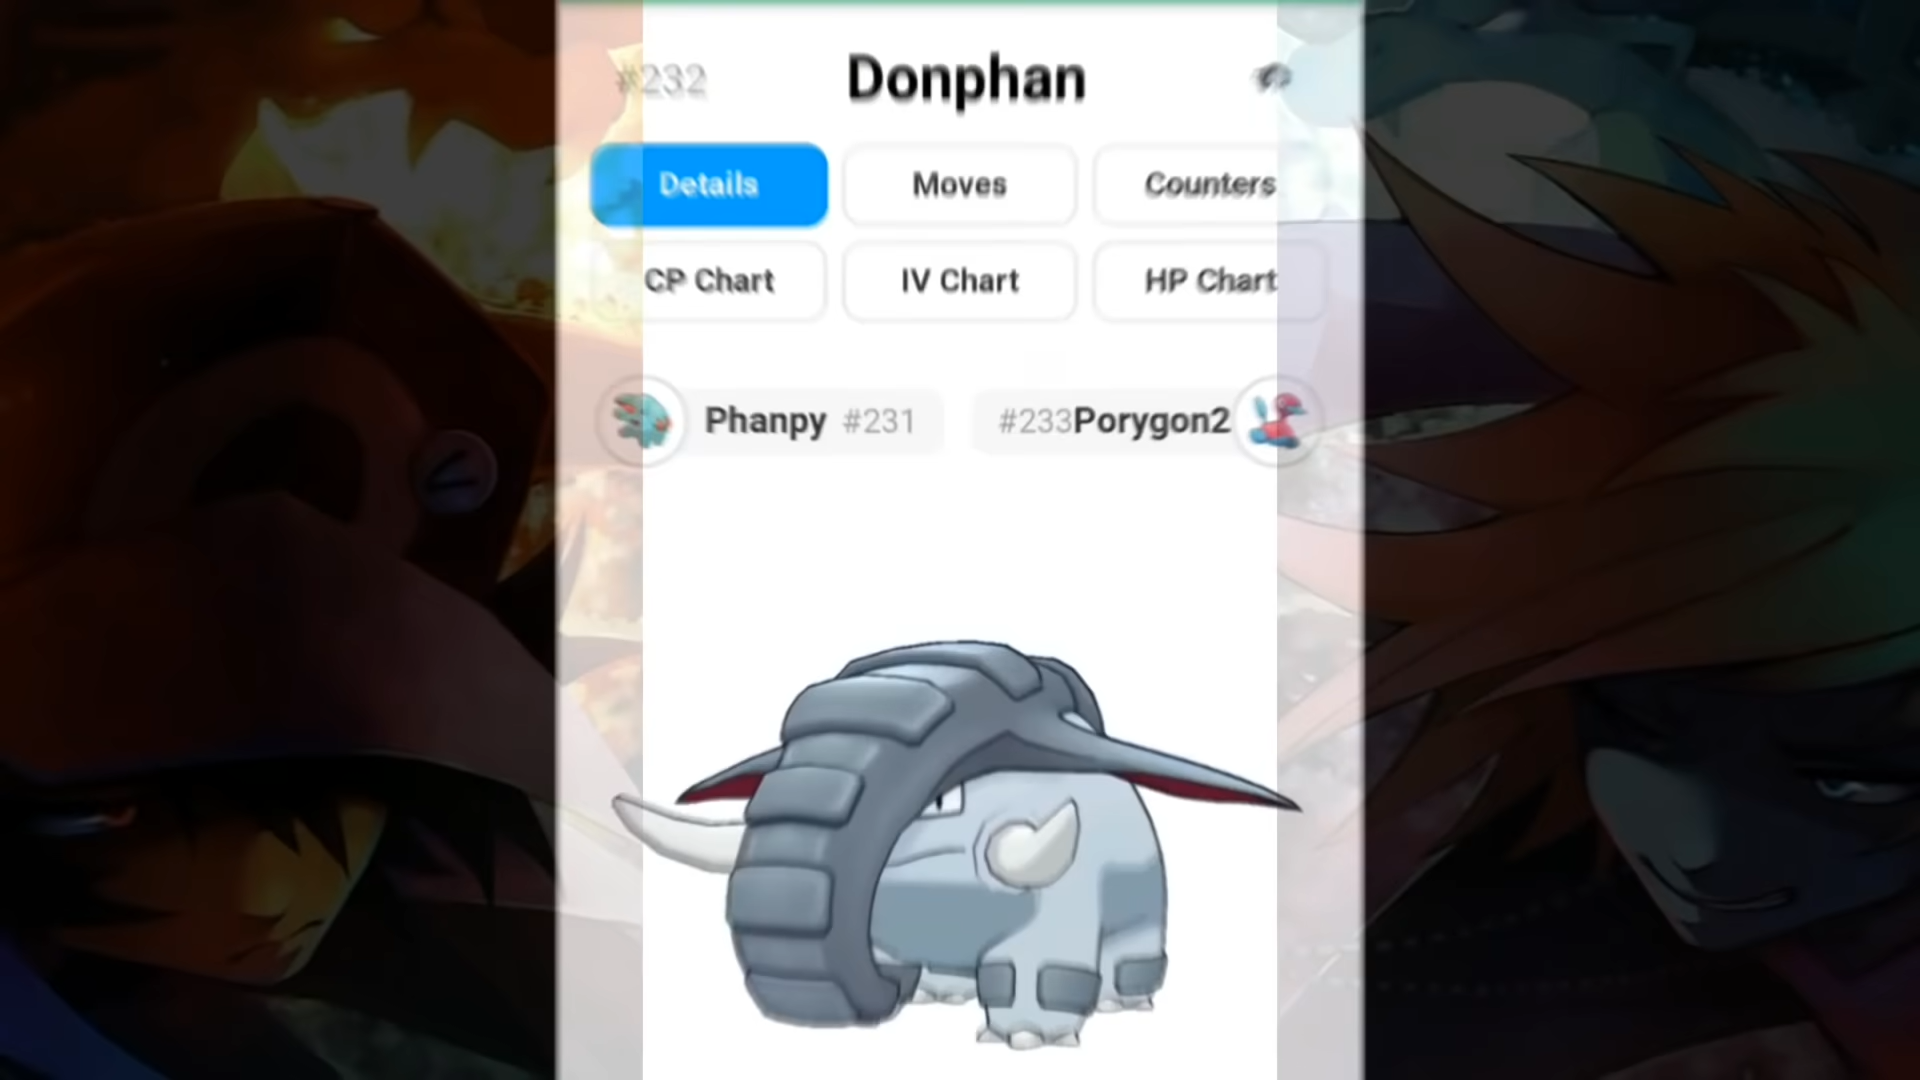 #232 Donphan
Details Moves Counters
CP Chart IV Chart HP Chart
Phanpy #231 #233Porygon2